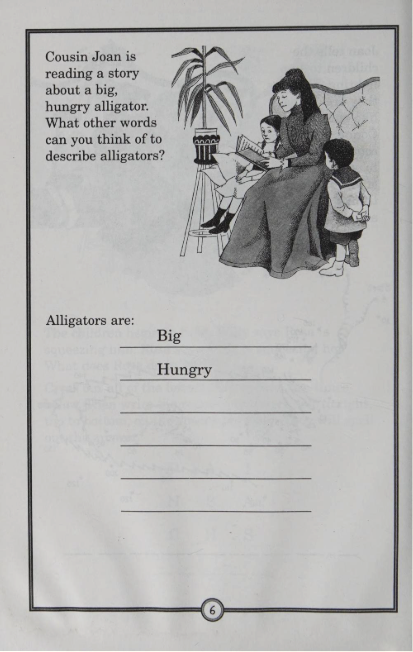 Cousin Joan is
reading a story
about a big,
hungry alligator.
What other words
can you think of to
describe alligators?
Alligators are:
Big
Hungry
6